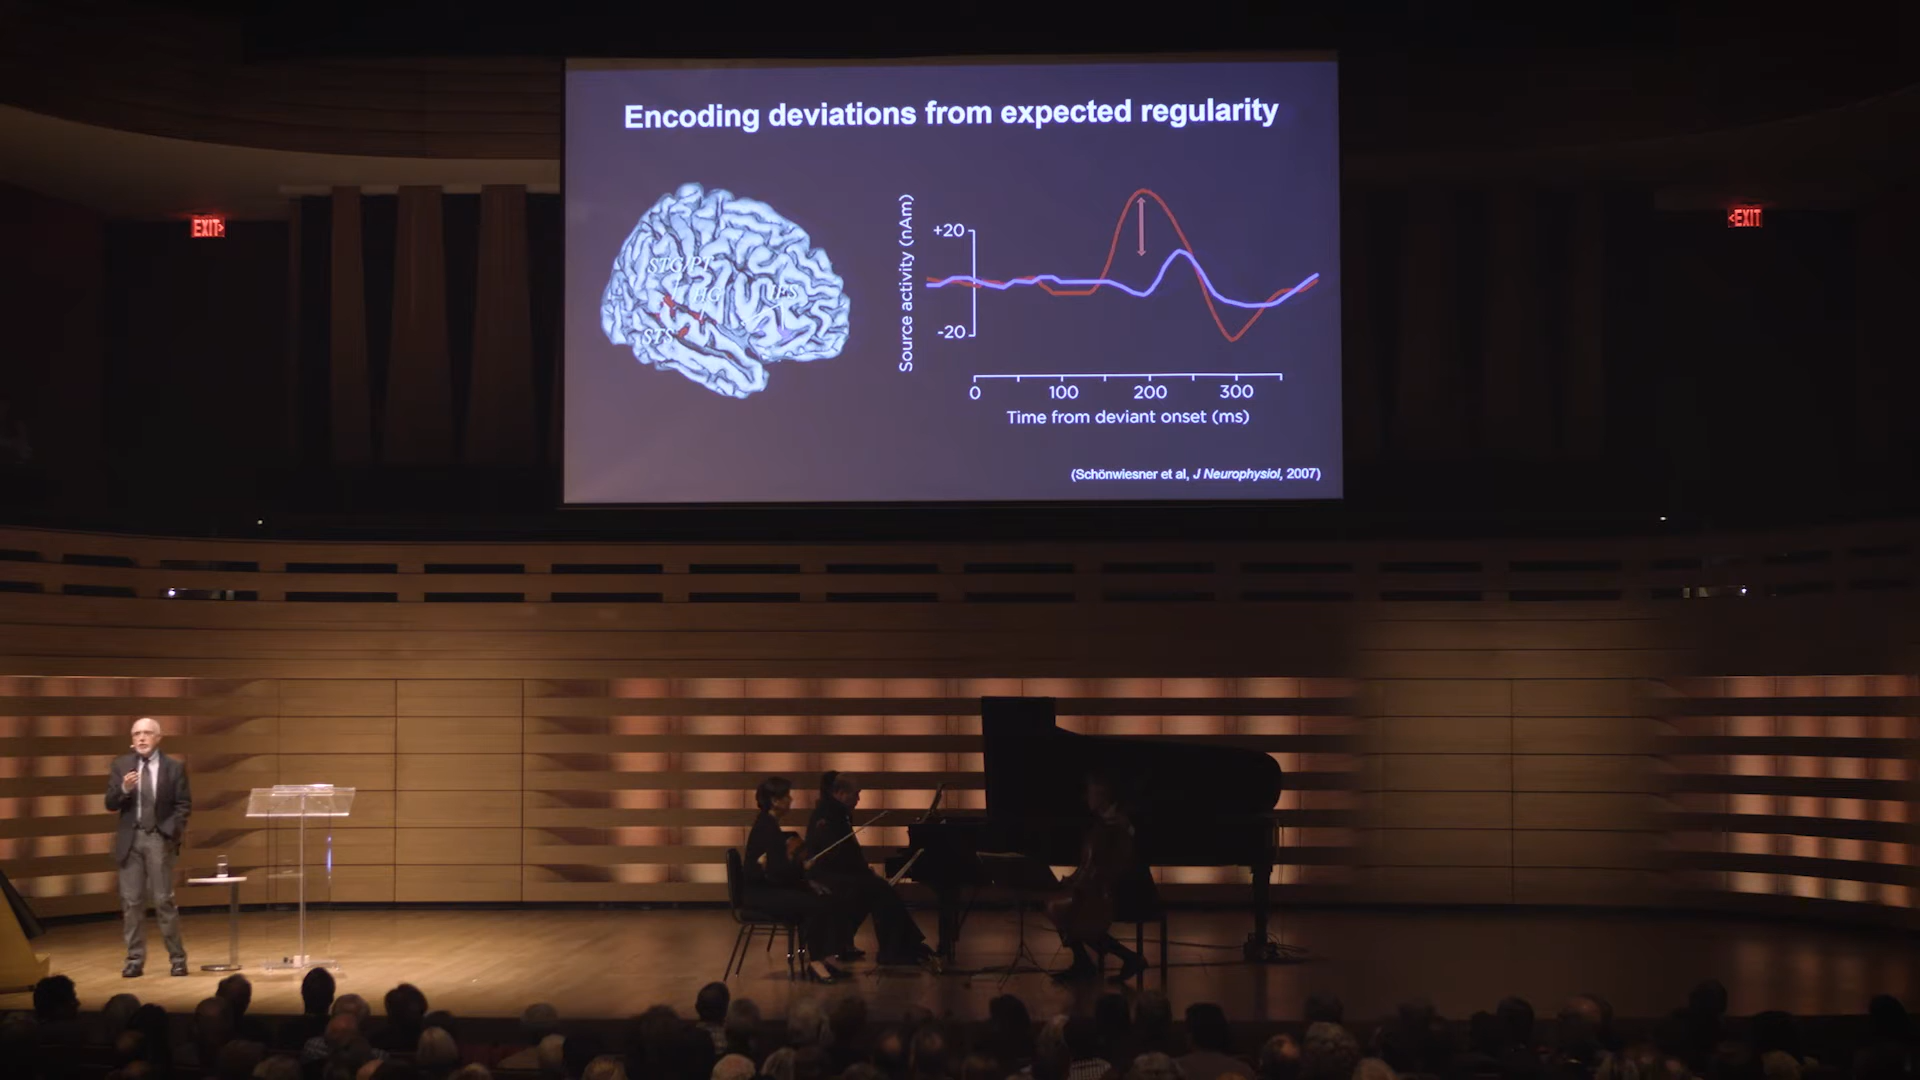 Encoding deviations from expected regularity
EXIT>
<EXIT
STG/PT
HG
IFS
STS
Source activity (nAm)
+20
-20
0 100 200 300
Time from deviant onset (ms)
(Schönwiesner et al, J Neurophysiol, 2007)